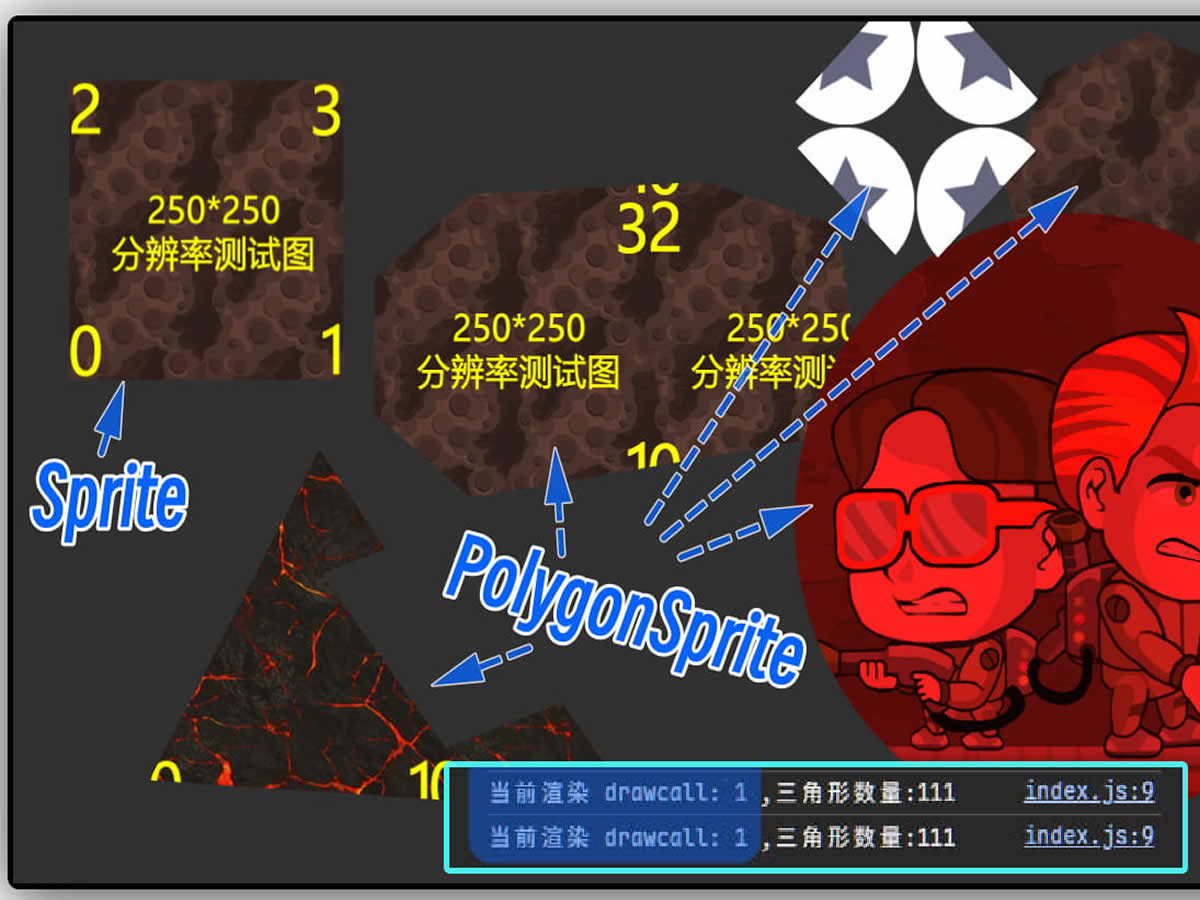 2 3
250*250
分辨率测试图
0 1
Sprite
32
250*250
分辨率测试图
250*250
分辨率测
10
PolygonSprite
0
10
当前渲染 drawcall: 1 ,三角形数量:111 index.js:9
当前渲染 drawcall: 1 ,三角形数量:111 index.js:9